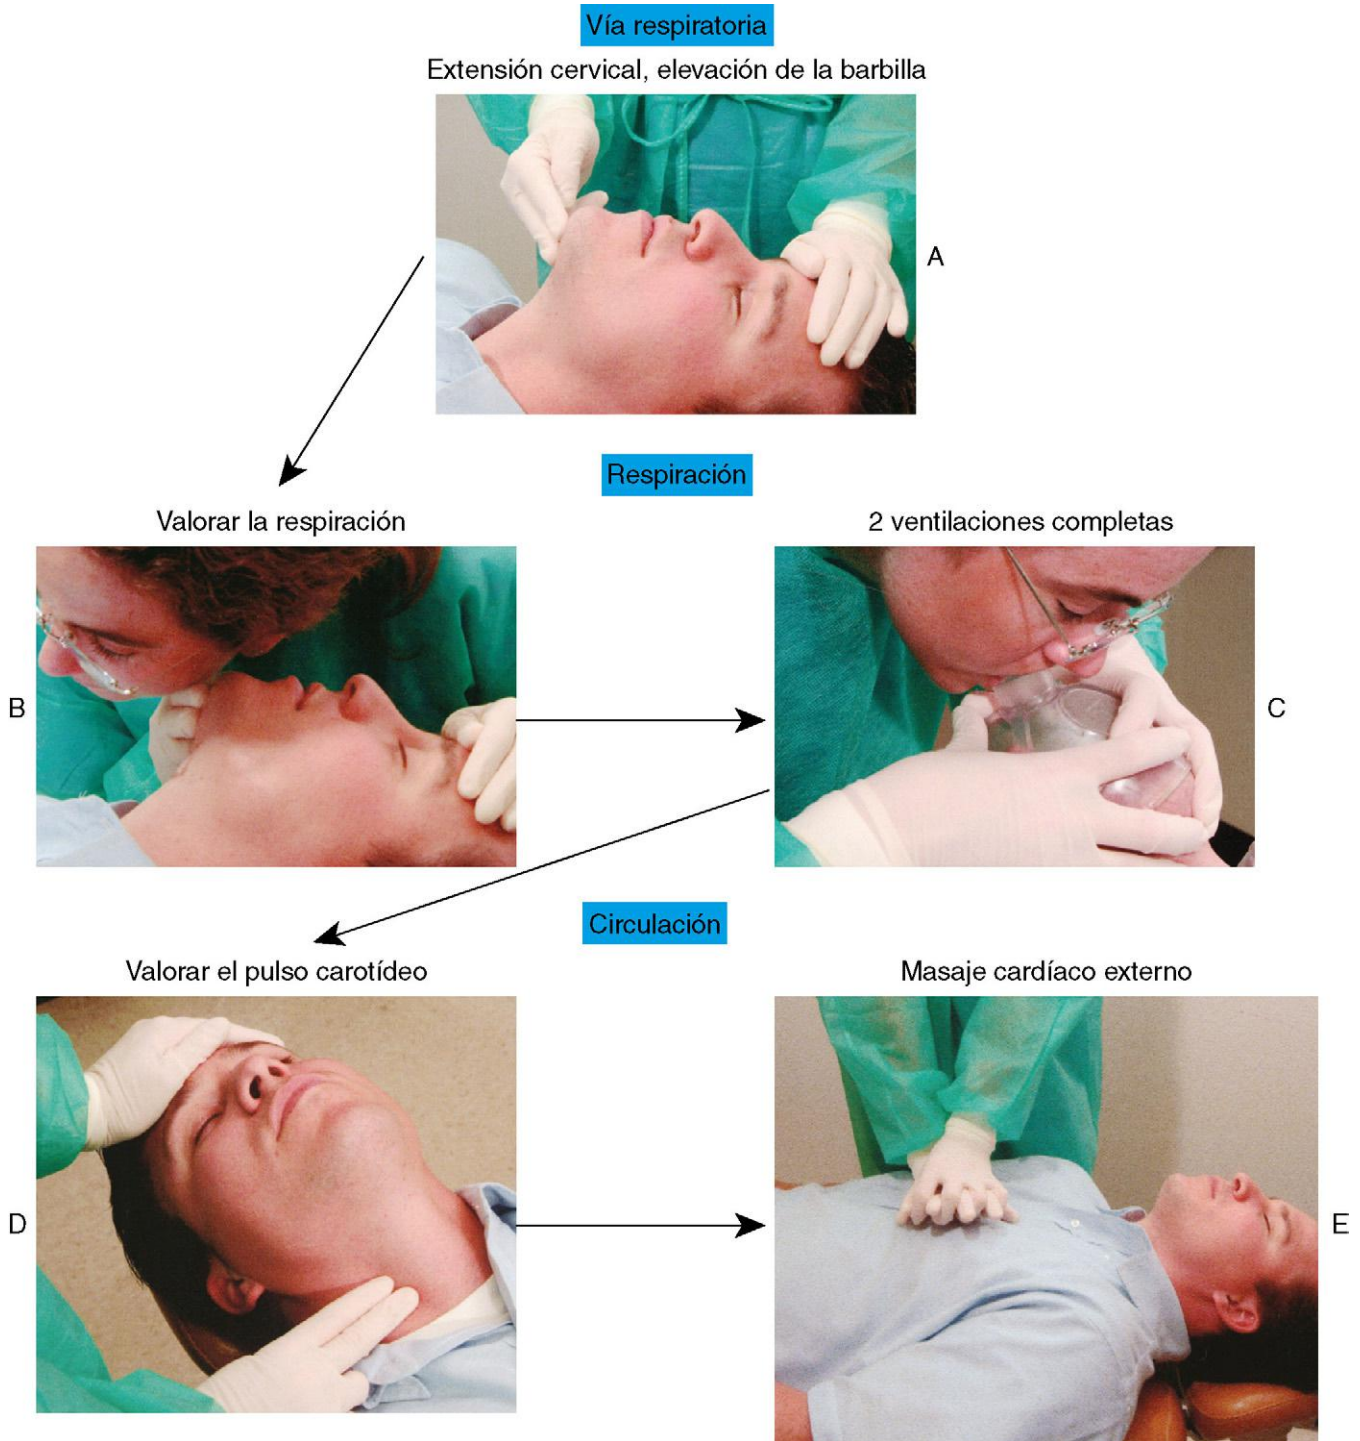 Vía respiratoria
Extensión cervical, elevación de la barbilla
A
Respiración
Valorar la respiración
2 ventilaciones completas
B
C
Circulación
Valorar el pulso carotídeo
Masaje cardíaco externo
D
E